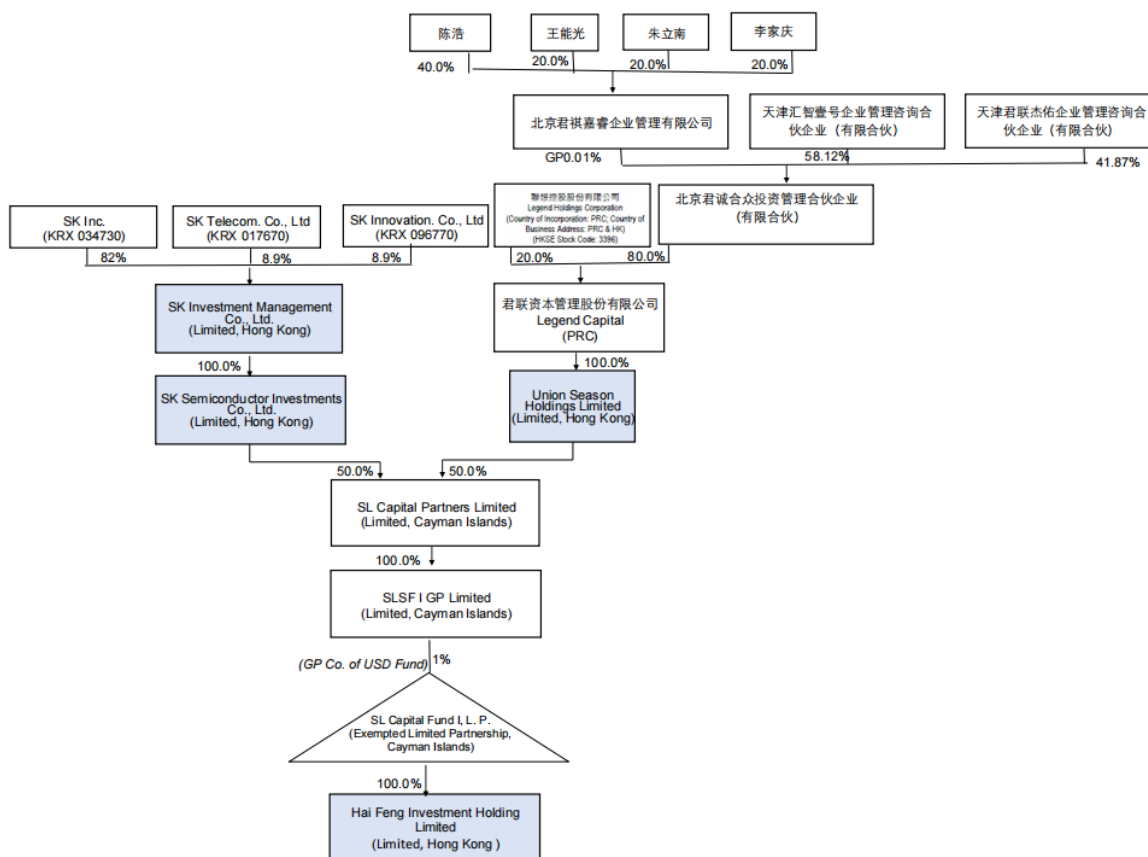 陈浩
王能光
朱立南
李家庆
40.0%
20.0%
20.0%
20.0%
北京君祺嘉睿企业管理有限公司
天津汇智壹号企业管理咨询合
伙企业（有限合伙）
天津君联杰佑企业管理咨询合
伙企业（有限合伙）
GP0.01%
58.12%
41.87%
SK Inc.
(KRX 034730)
SK Telecom. Co., Ltd
(KRX 017670)
SK Innovation. Co., Ltd
(KRX 096770)
聯想控股股份有限公司
Legend Holdings Corporation
(Country of Incorporation: PRC; Country of
Business Address: PRC & HK)
(HKSE Stock Code: 3396)
北京君诚合众投资管理合伙企业
（有限合伙）
82%
8.9%
8.9%
20.0%
80.0%
SK Investment Management
Co., Ltd.
(Limited, Hong Kong)
君联资本管理股份有限公司
Legend Capital
(PRC)
100.0%
100.0%
SK Semiconductor Investments
Co., Ltd.
(Limited, Hong Kong)
Union Season
Holdings Limited
(Limited, Hong Kong)
50.0%
50.0%
SL Capital Partners Limited
(Limited, Cayman Islands)
100.0%
SLSF I GP Limited
(Limited, Cayman Islands)
(GP Co. of USD Fund)
1%
SL Capital Fund I, L. P.
(Exempted Limited Partnership,
Cayman Islands)
100.0%
Hai Feng Investment Holding
Limited
(Limited, Hong Kong )